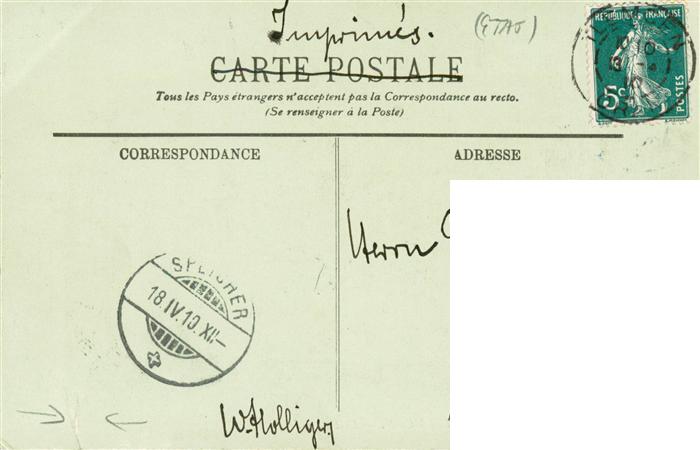 Imprimés. (ETAT)
CARTE POSTALE
Tous les Pays étrangers n'acceptent pas la Correspondance au recto.
(Se renseigner à la Poste)
REPUBLIQUE FRANÇAISE
5c
POSTES
CORRESPONDANCE
ADRESSE
Herrn
SPEICHER
18.IV.10.XII–
W. Holliger